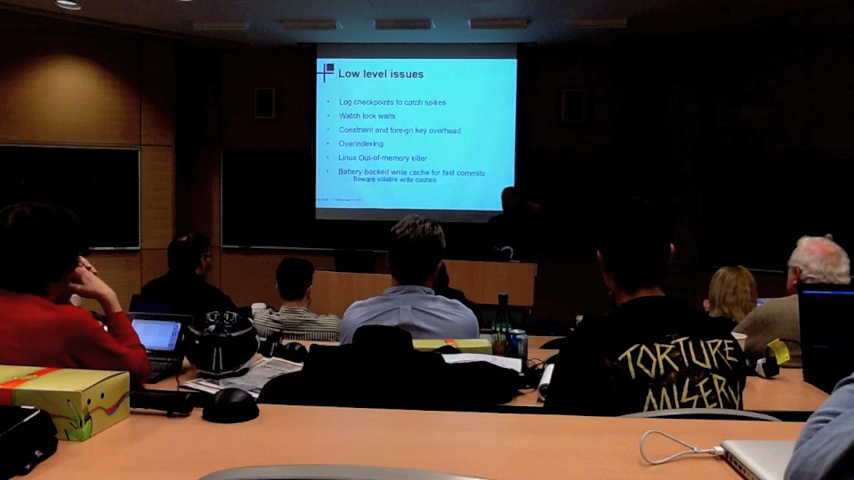 Low level issues
Log checkpoints to catch spikes
Watch lock waits
Constraint and foreign key overhead
Overindexing
Linux Out-of-memory killer
Battery-backed write cache for fast commits
Beware volatile write caches
TORTURE
MISERY